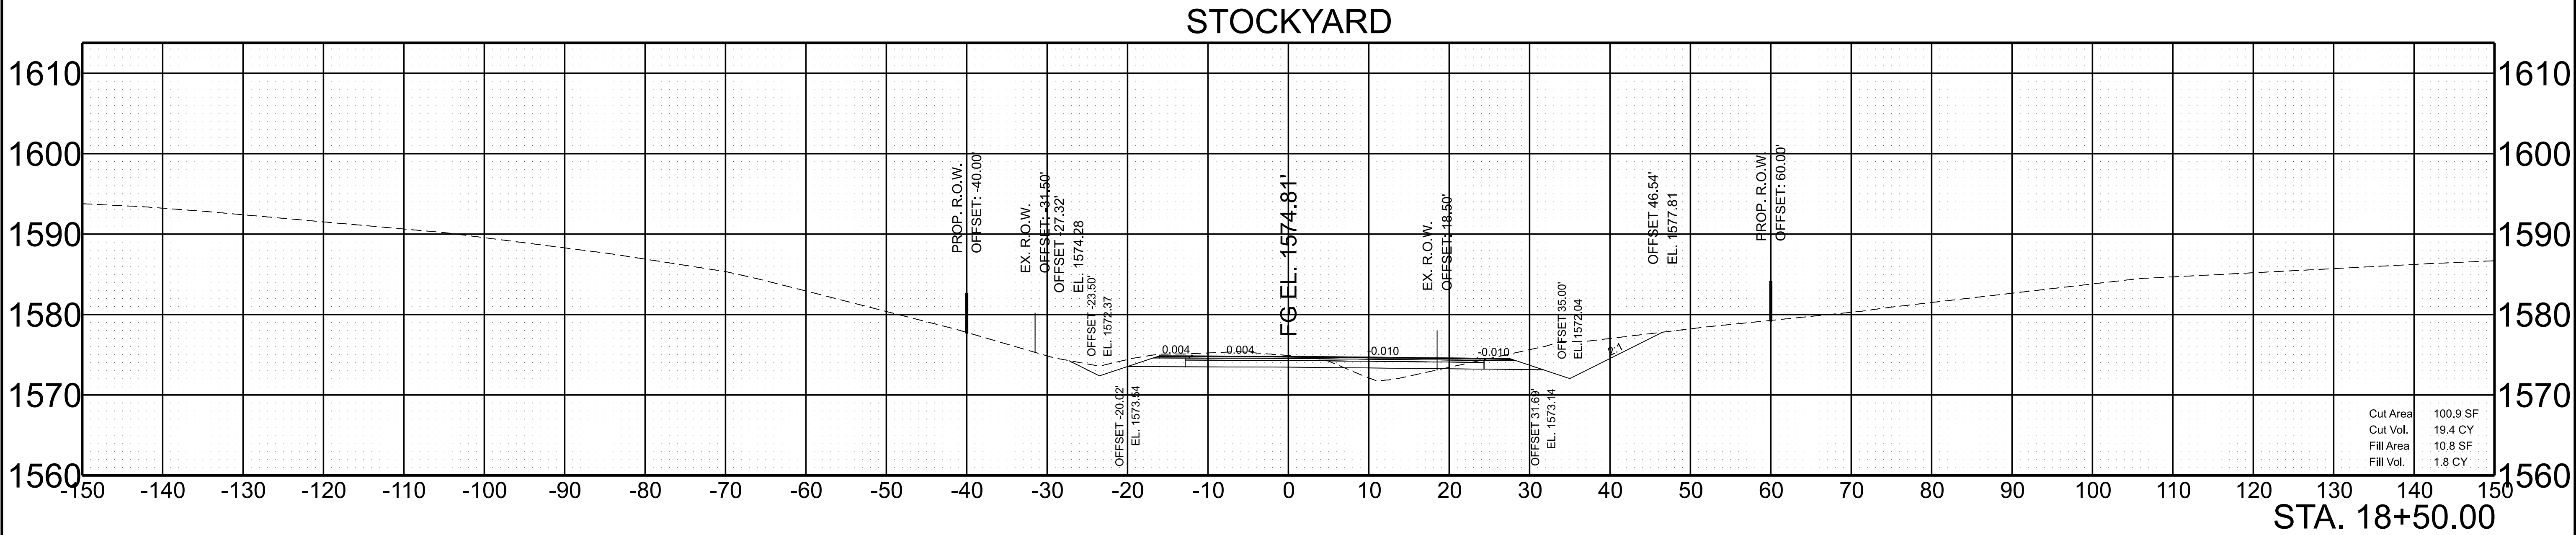 STOCKYARD
1610
1610
1600
1600
1590
1590
1580
1580
1570
1570
1560
1560
PROP. R.O.W.
OFFSET: -40.00'
EX. R.O.W.
OFFSET: -31.50'
OFFSET -27.32'
EL. 1574.28
OFFSET -23.50'
EL. 1572.37
OFFSET -20.02'
EL. 1573.54
FG EL. 1574.81'
EX. R.O.W.
OFFSET: 18.50'
OFFSET 31.69'
EL. 1573.14
OFFSET 35.00'
EL. 1572.04
OFFSET 46.54'
EL. 1577.81
PROP. R.O.W.
OFFSET: 60.00'
0.004
0.004
-0.010
-0.010
2:1
Cut Area 100.9 SF
Cut Vol. 19.4 CY
Fill Area 10.8 SF
Fill Vol. 1.8 CY
-150 -140 -130 -120 -110 -100 -90 -80 -70 -60 -50 -40 -30 -20 -10 0 10 20 30 40 50 60 70 80 90 100 110 120 130 140 150
STA. 18+50.00